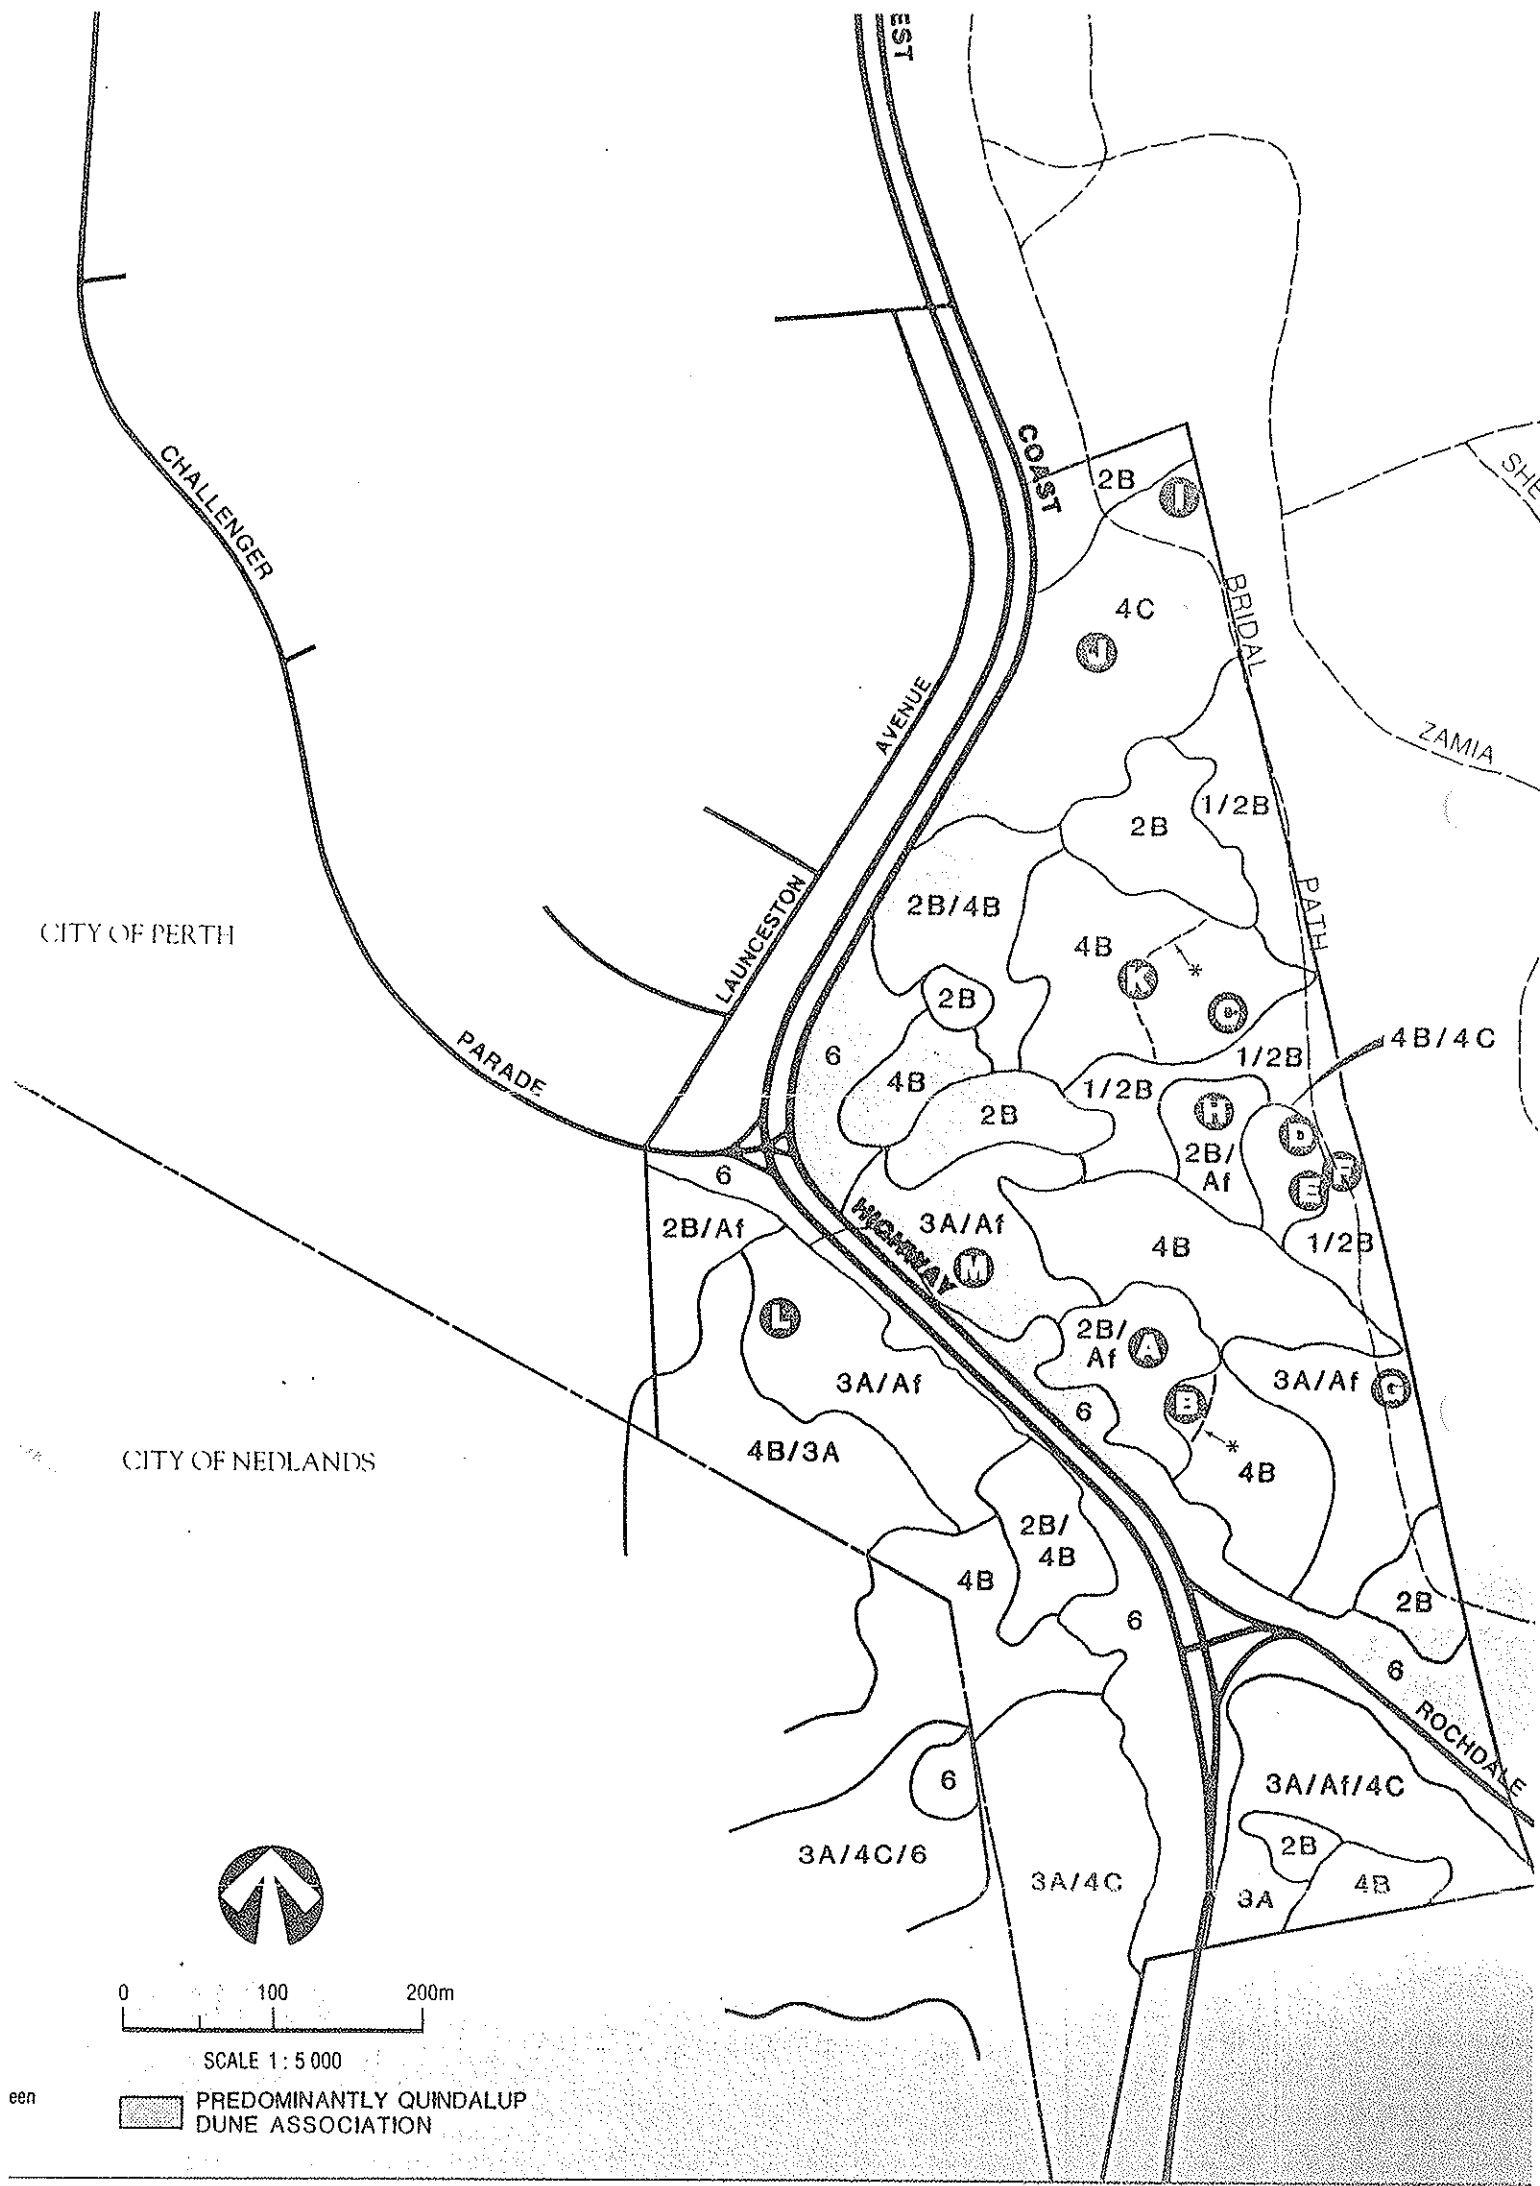 EST
COAST
2B
I
SHE
CHALLENGER
BRIDAL
4C
J
AVENUE
ZAMIA
1/2B
2B
LAUNCESTON
2B/4B
PATH
CITY OF PERTH
4B
K
*
2B
C
6
4B/4C
PARADE
4B
1/2B
1/2B
2B
H
D
2B/
Af
6
E
F
2B/Af
HIGHWAY
3A/Af
4B
1/2B
M
L
2B/
Af
A
3A/Af
3A/Af
G
B
6
4B/3A
*
4B
CITY OF NEDLANDS
2B/
4B
4B
2B
6
6
ROCHDALE
6
3A/Af/4C
2B
3A/4C/6
3A/4C
3A
4B
0 100 200m
SCALE 1 : 5 000
een
PREDOMINANTLY QUINDALUP
DUNE ASSOCIATION